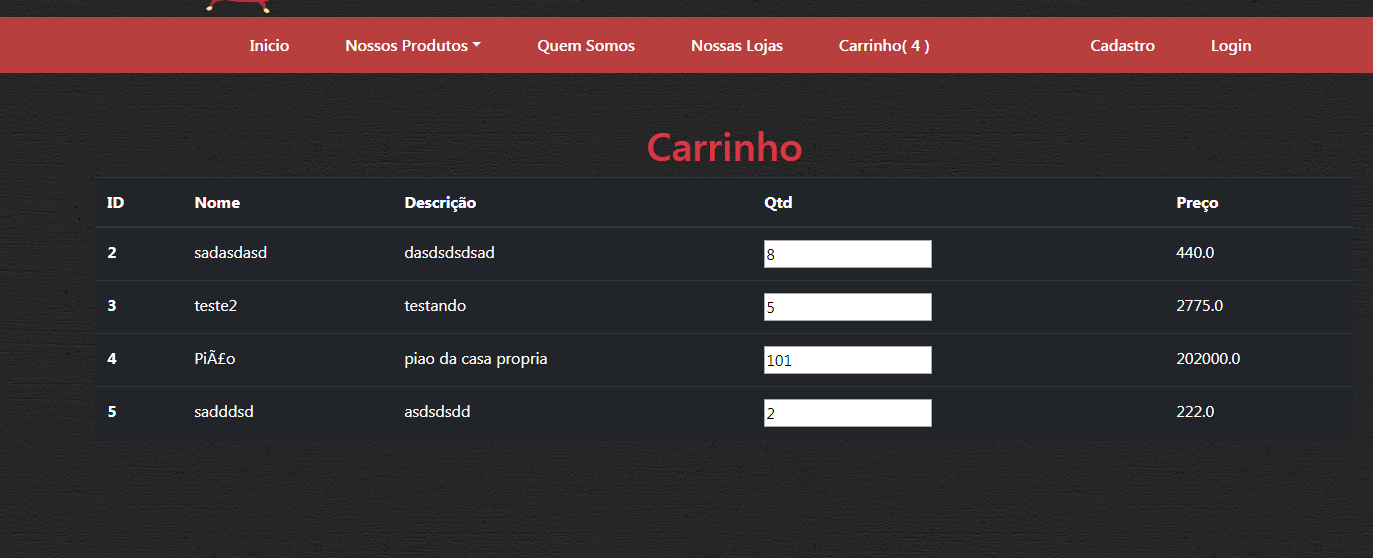 Inicio Nossos Produtos Quem Somos Nossas Lojas Carrinho( 4 ) Cadastro Login
Carrinho
ID Nome Descrição Qtd Preço
2 sadasdasd dasdsdsdsad 8 440.0
3 teste2 testando 5 2775.0
4 PiÃ£o piao da casa propria 101 202000.0
5 sadddsd asdsdsdd 2 222.0